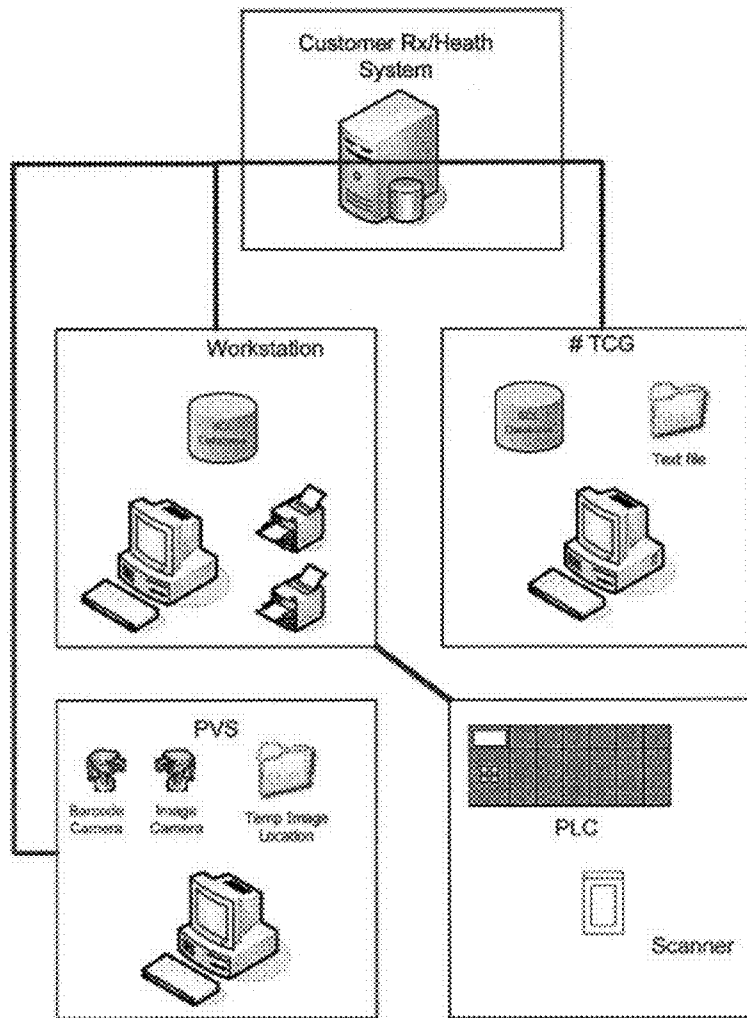 Customer Rx/Heath
System
Workstation
# TCG
Text file
PVS
Barcode
Camera
Image
Camera
Temp Image
Location
PLC
Scanner